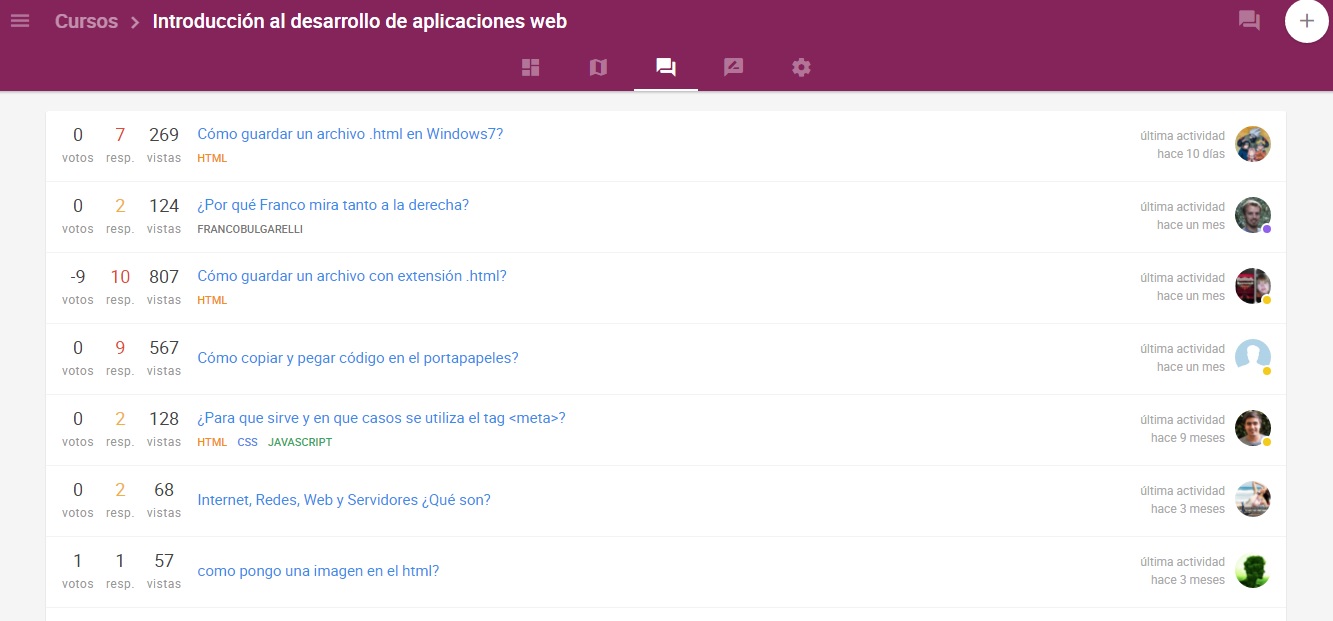 Cursos > Introducción al desarrollo de aplicaciones web
0 7 269 Cómo guardar un archivo .html en Windows7? última actividad
votos resp. vistas HTML hace 10 días
0 2 124 ¿Por qué Franco mira tanto a la derecha? última actividad
votos resp. vistas FRANCOBULGARELLI hace un mes
-9 10 807 Cómo guardar un archivo con extensión .html? última actividad
votos resp. vistas HTML hace un mes
0 9 567 Cómo copiar y pegar código en el portapapeles? última actividad
votos resp. vistas hace un mes
0 2 128 ¿Para que sirve y en que casos se utiliza el tag <meta>? última actividad
votos resp. vistas HTML CSS JAVASCRIPT hace 9 meses
0 2 68 Internet, Redes, Web y Servidores ¿Qué son? última actividad
votos resp. vistas hace 3 meses
1 1 57 como pongo una imagen en el html? última actividad
votos resp. vistas hace 3 meses